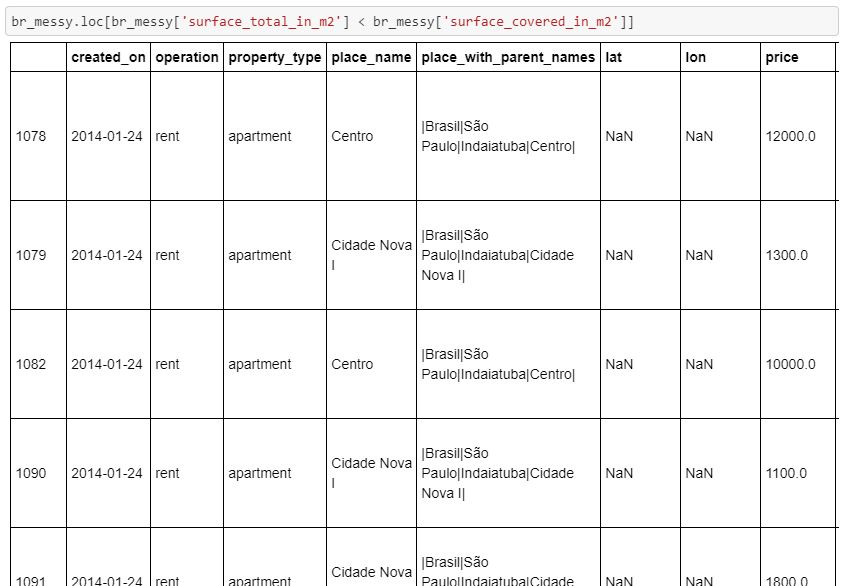 br_messy.loc[br_messy['surface_total_in_m2'] < br_messy['surface_covered_in_m2']]
created_on operation property_type place_name place_with_parent_names lat lon price
1078 2014-01-24 rent apartment Centro |Brasil|São Paulo|Indaiatuba|Centro| NaN NaN 12000.0
1079 2014-01-24 rent apartment Cidade Nova I |Brasil|São Paulo|Indaiatuba|Cidade Nova I| NaN NaN 1300.0
1082 2014-01-24 rent apartment Centro |Brasil|São Paulo|Indaiatuba|Centro| NaN NaN 10000.0
1090 2014-01-24 rent apartment Cidade Nova I |Brasil|São Paulo|Indaiatuba|Cidade Nova I| NaN NaN 1100.0
1091 2014-01-24 rent apartment Cidade Nova |Brasil|São Paulo|Indaiatuba|Cidade NaN NaN 1800.0